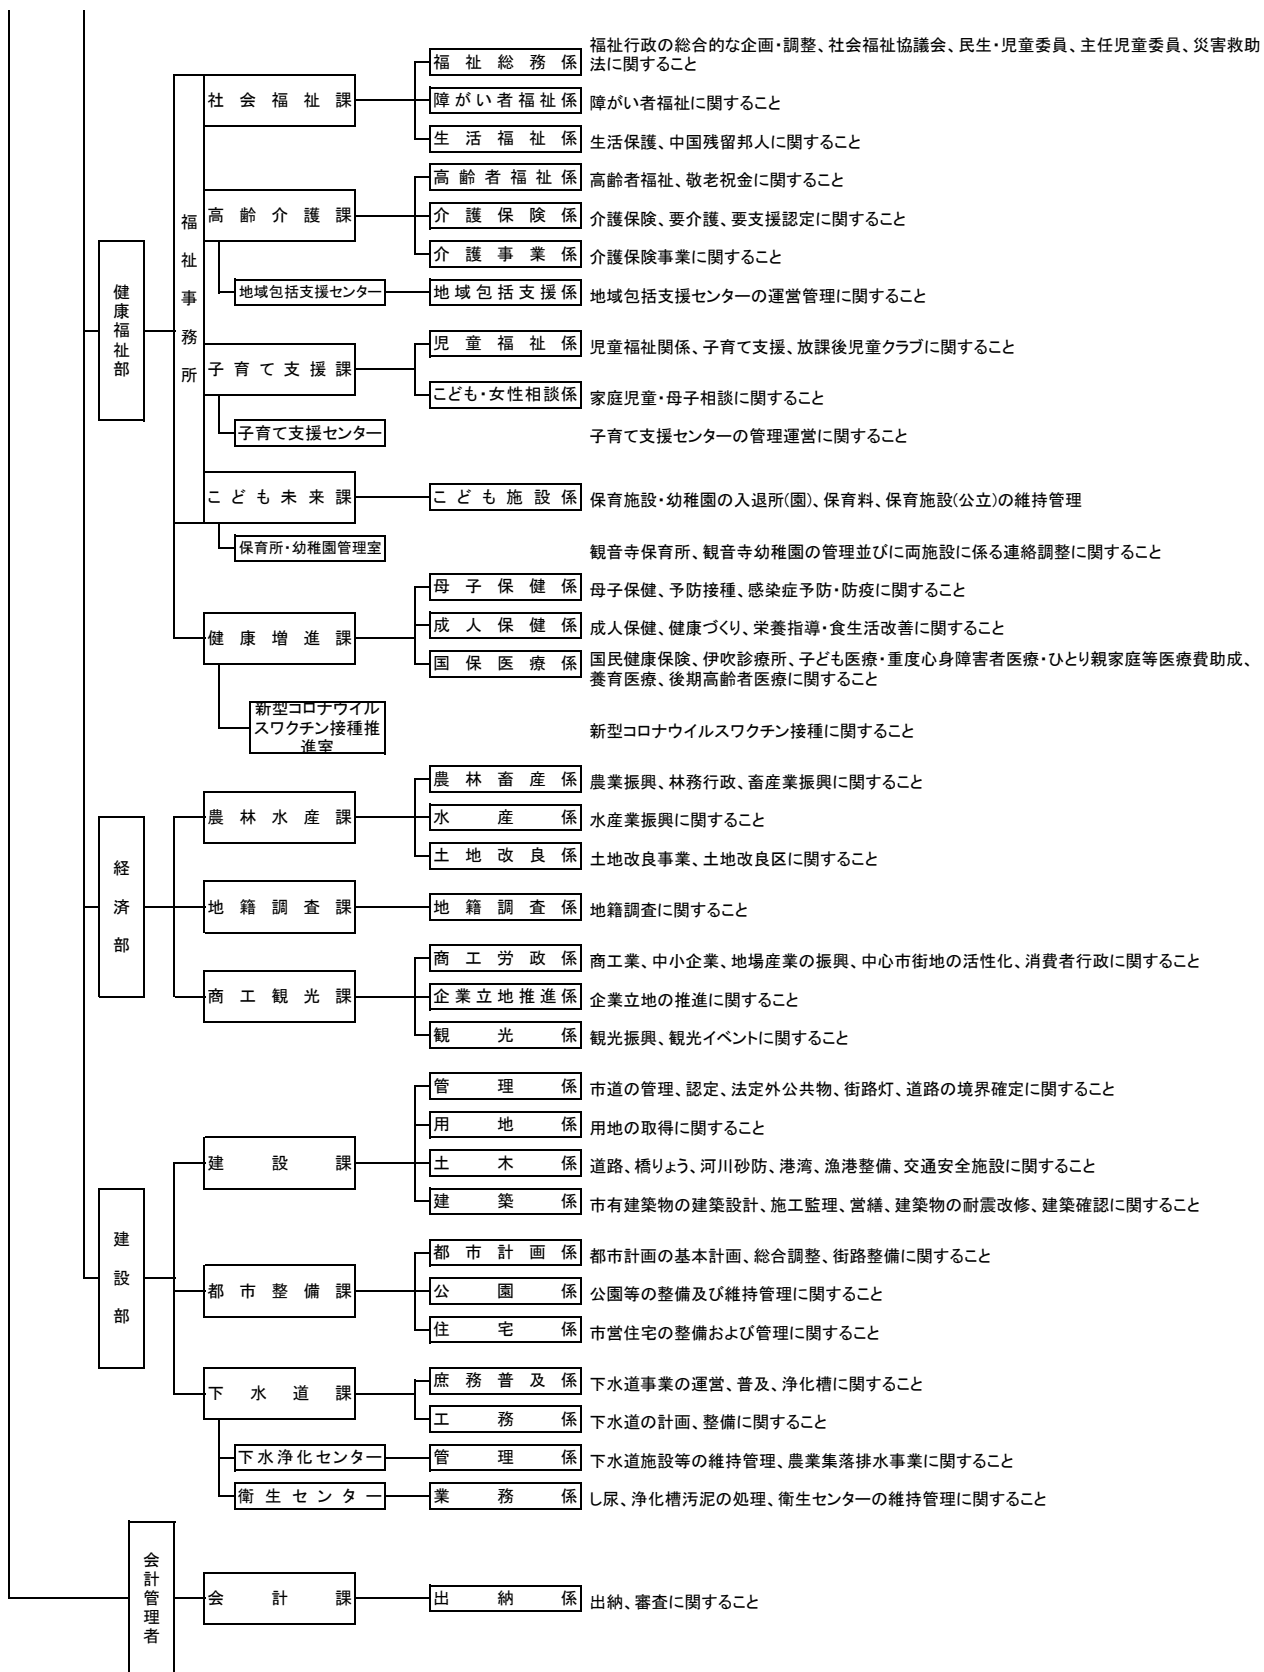 健康福祉部
福祉事務所
社会福祉課
福祉総務係
福祉行政の総合的な企画・調整、社会福祉協議会、民生・児童委員、主任児童委員、災害救助
法に関すること
障がい者福祉係
障がい者福祉に関すること
生活福祉係
生活保護、中国残留邦人に関すること
高齢介護課
高齢者福祉係
高齢者福祉、敬老祝金に関すること
介護保険係
介護保険、要介護、要支援認定に関すること
介護事業係
介護保険事業に関すること
地域包括支援センター
地域包括支援係
地域包括支援センターの運営管理に関すること
子育て支援課
児童福祉係
児童福祉関係、子育て支援、放課後児童クラブに関すること
こども・女性相談係
家庭児童・母子相談に関すること
子育て支援センター
子育て支援センターの管理運営に関すること
こども未来課
こども施設係
保育施設・幼稚園の入退所(園)、保育料、保育施設(公立)の維持管理
保育所・幼稚園管理室
観音寺保育所、観音寺幼稚園の管理並びに両施設に係る連絡調整に関すること
健康増進課
母子保健係
母子保健、予防接種、感染症予防・防疫に関すること
成人保健係
成人保健、健康づくり、栄養指導・食生活改善に関すること
国保医療係
国民健康保険、伊吹診療所、子ども医療・重度心身障害者医療・ひとり親家庭等医療費助成、
養育医療、後期高齢者医療に関すること
新型コロナウイル
スワクチン接種推
進室
新型コロナウイルスワクチン接種に関すること
経済部
農林水産課
農林畜産係
農業振興、林務行政、畜産業振興に関すること
水産係
水産業振興に関すること
土地改良係
土地改良事業、土地改良区に関すること
地籍調査課
地籍調査係
地籍調査に関すること
商工観光課
商工労政係
商工業、中小企業、地場産業の振興、中心市街地の活性化、消費者行政に関すること
企業立地推進係
企業立地の推進に関すること
観光係
観光振興、観光イベントに関すること
建設部
建設課
管理係
市道の管理、認定、法定外公共物、街路灯、道路の境界確定に関すること
用地係
用地の取得に関すること
土木係
道路、橋りょう、河川砂防、港湾、漁港整備、交通安全施設に関すること
建築係
市有建築物の建築設計、施工監理、営繕、建築物の耐震改修、建築確認に関すること
都市整備課
都市計画係
都市計画の基本計画、総合調整、街路整備に関すること
公園係
公園等の整備及び維持管理に関すること
住宅係
市営住宅の整備および管理に関すること
下水道課
庶務普及係
下水道事業の運営、普及、浄化槽に関すること
工務係
下水道の計画、整備に関すること
下水浄化センター
管理係
下水道施設等の維持管理、農業集落排水事業に関すること
衛生センター
業務係
し尿、浄化槽汚泥の処理、衛生センターの維持管理に関すること
会計管理者
会計課
出納係
出納、審査に関すること